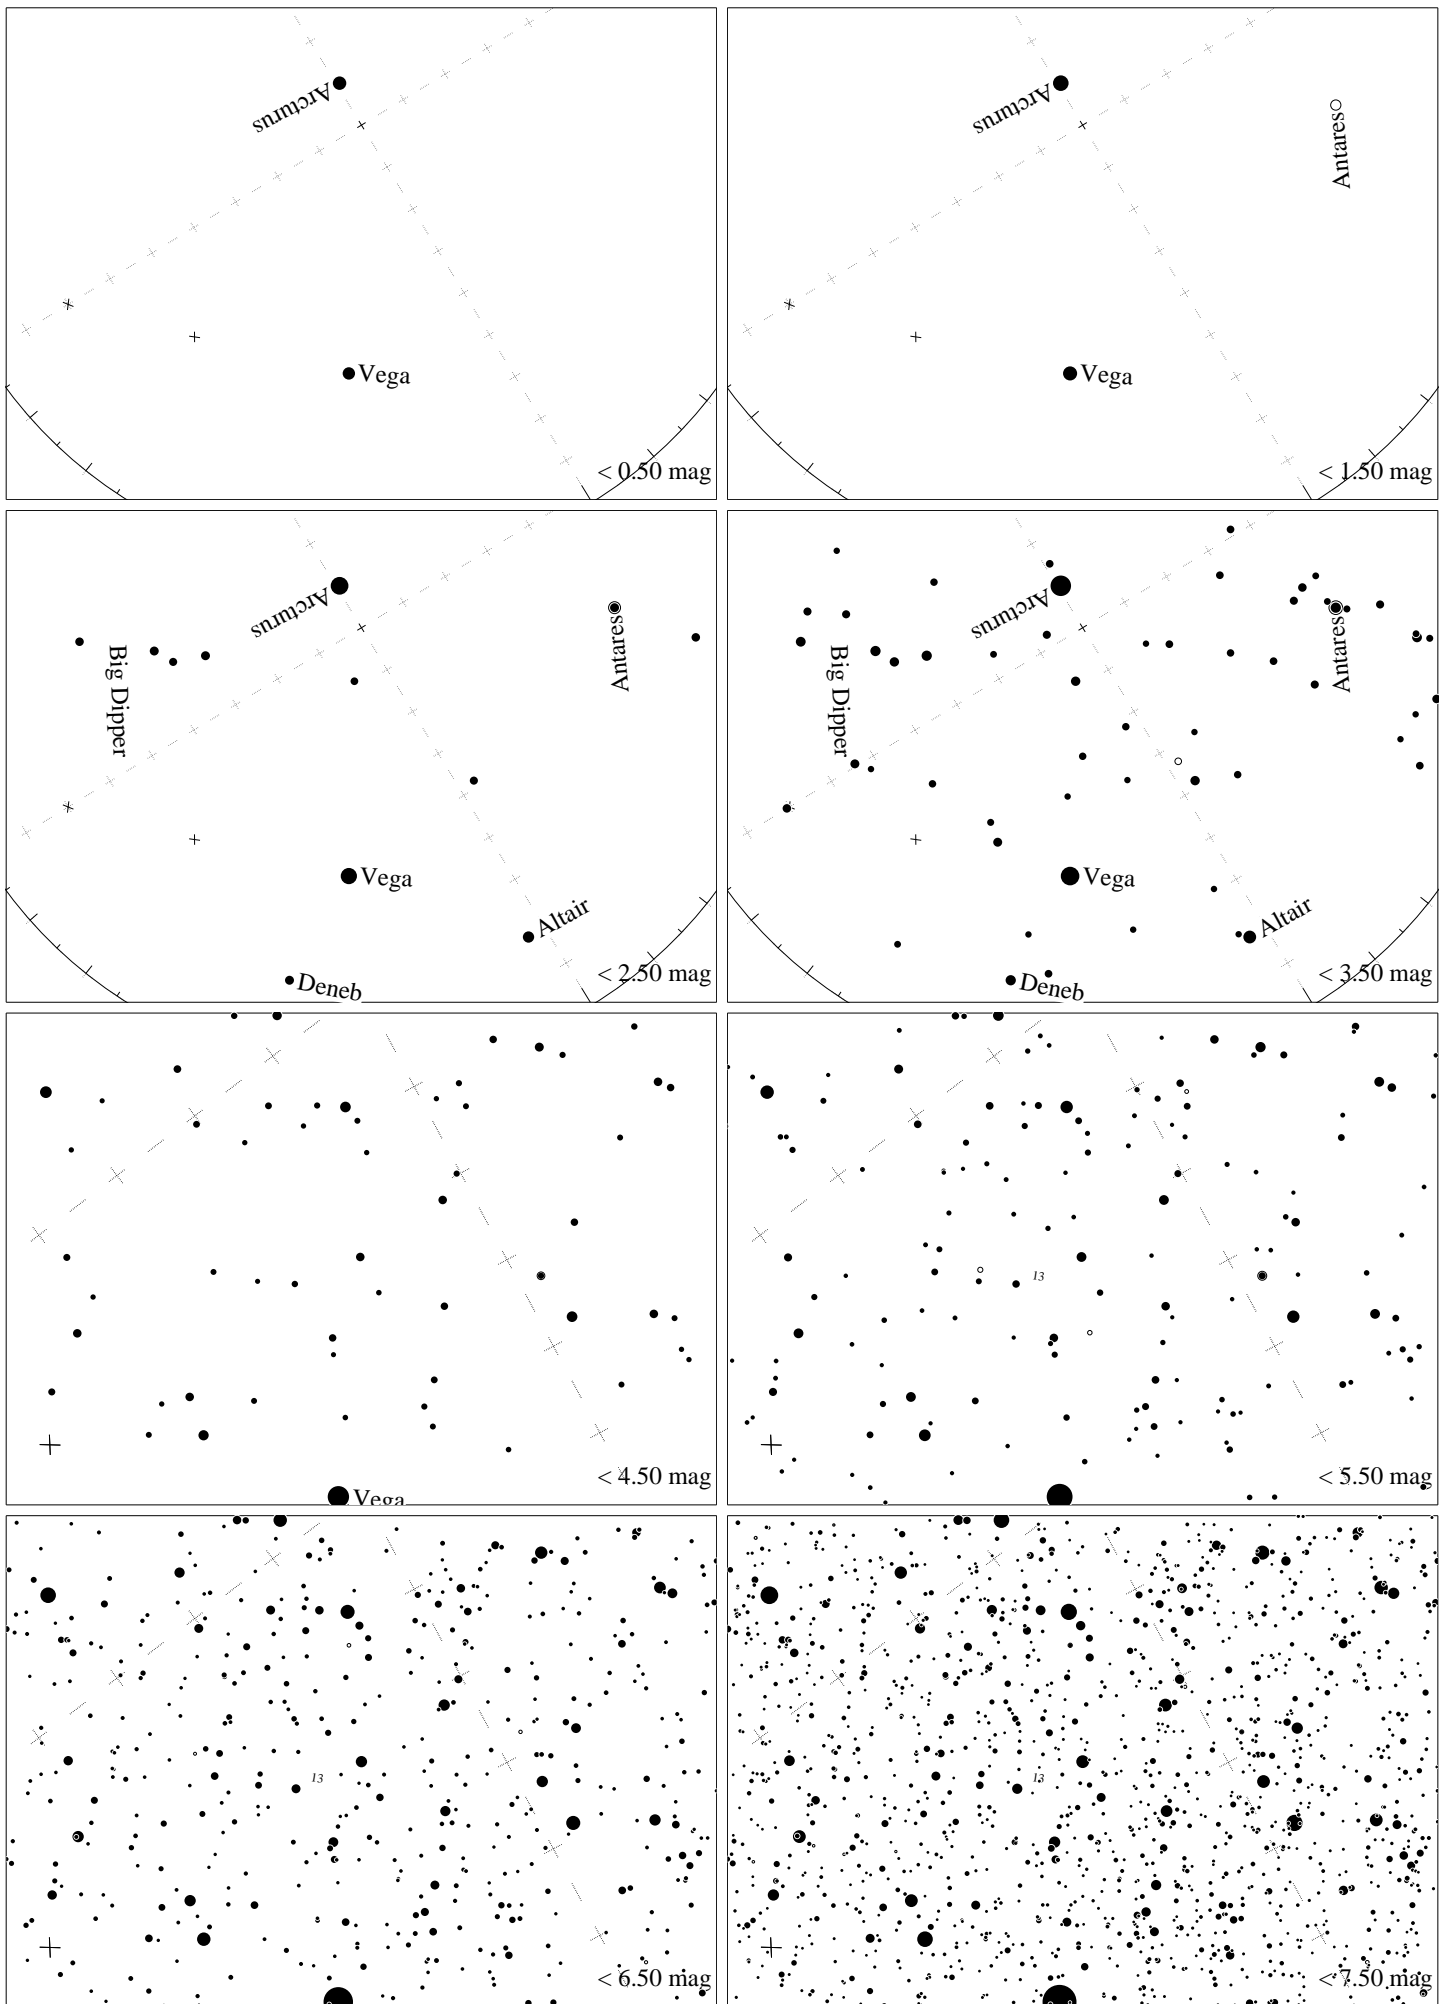 Arcturus
Vega
< 0.50 mag
Arcturus
Antares
Vega
< 1.50 mag
Arcturus
Big Dipper
Antares
Vega
Altair
Deneb
< 2.50 mag
Arcturus
Big Dipper
Antares
Vega
Altair
Deneb
< 3.50 mag
Vega
< 4.50 mag
13
< 5.50 mag
13
< 6.50 mag
13
< 7.50 mag